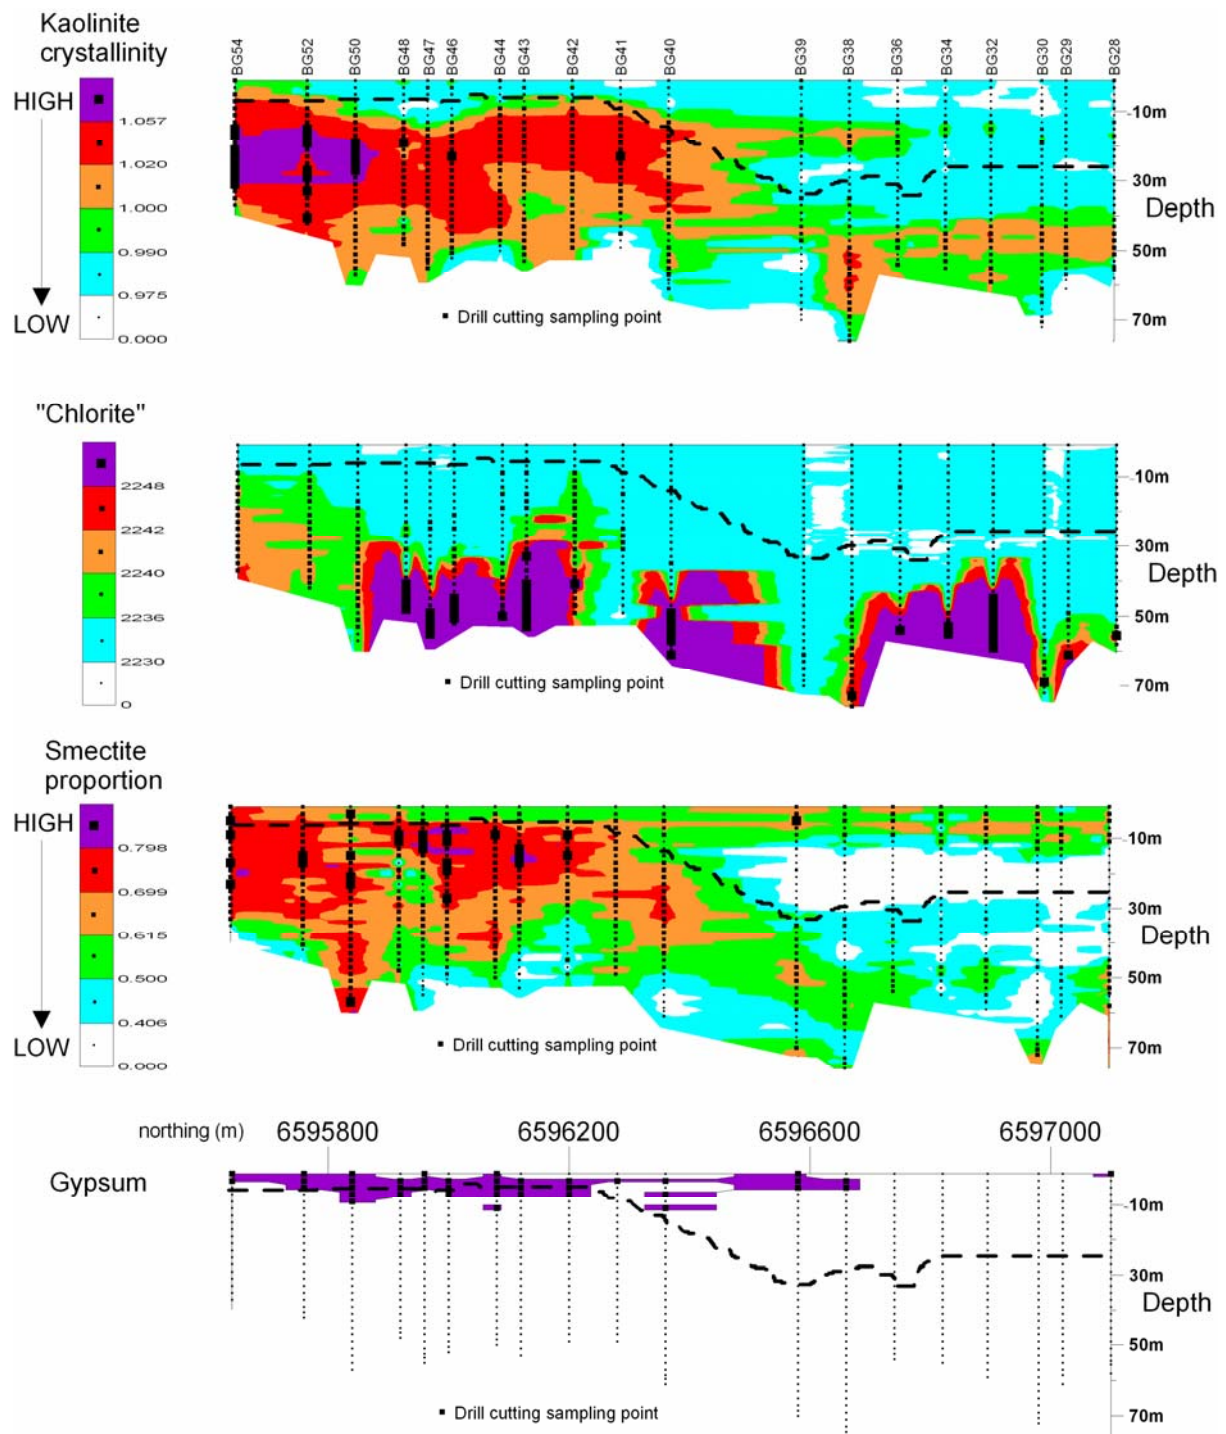 Kaolinite
crystallinity
HIGH
1.057
1.020
1.000
0.990
0.975
LOW
0.000
BG54
BG52
BG50
BG48
BG47
BG46
BG44
BG43
BG42
BG41
BG40
BG39
BG38
BG36
BG34
BG32
BG30
BG29
BG28
-10m
30m
Depth
50m
70m
Drill cutting sampling point
"Chlorite"
2248
2242
2240
2236
2230
0
-10m
30m
Depth
50m
70m
Drill cutting sampling point
Smectite
proportion
HIGH
0.798
0.699
0.615
0.500
0.406
LOW
0.000
-10m
30m
Depth
50m
70m
Drill cutting sampling point
northing (m) 6595800 6596200 6596600 6597000
Gypsum
-10m
30m
Depth
50m
70m
Drill cutting sampling point